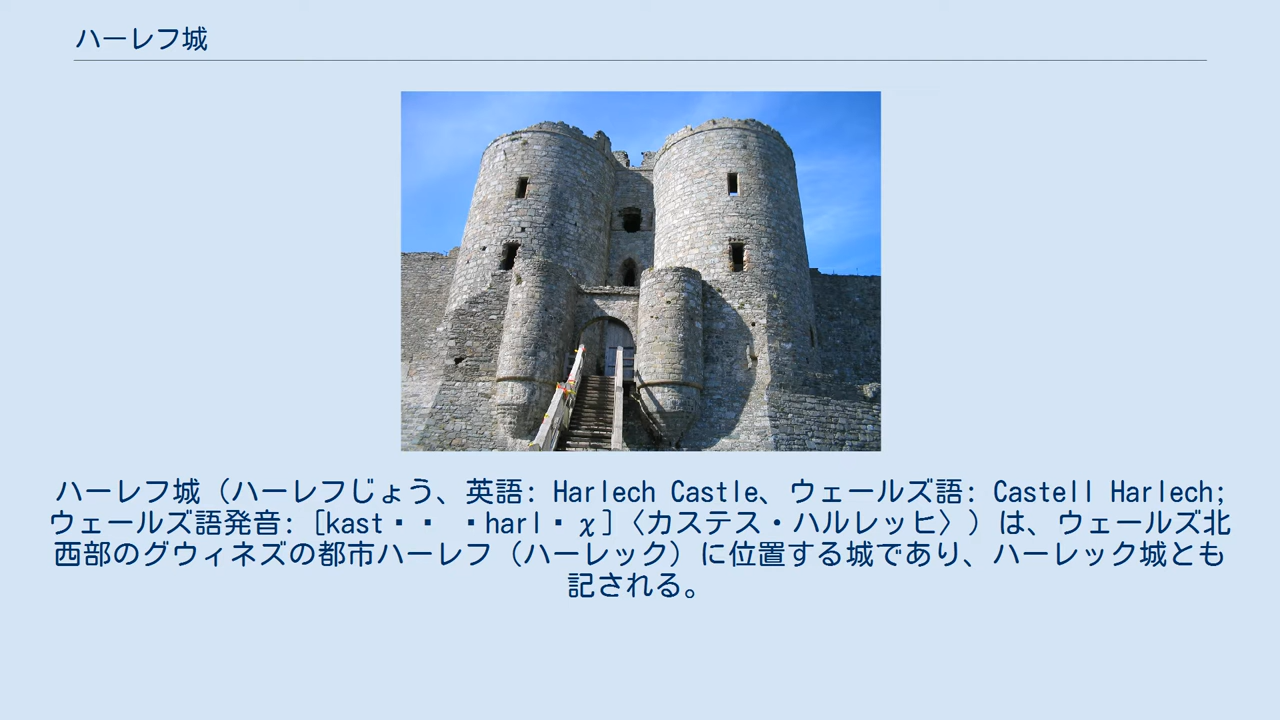 ハーレフ城
ハーレフ城（ハーレフじょう、英語: Harlech Castle、ウェールズ語: Castell Harlech;
ウェールズ語発音: [kast・・ ・harl・χ]〈カステス・ハルレッヒ〉）は、ウェールズ北
西部のグウィネズの都市ハーレフ（ハーレック）に位置する城であり、ハーレック城とも
記される。